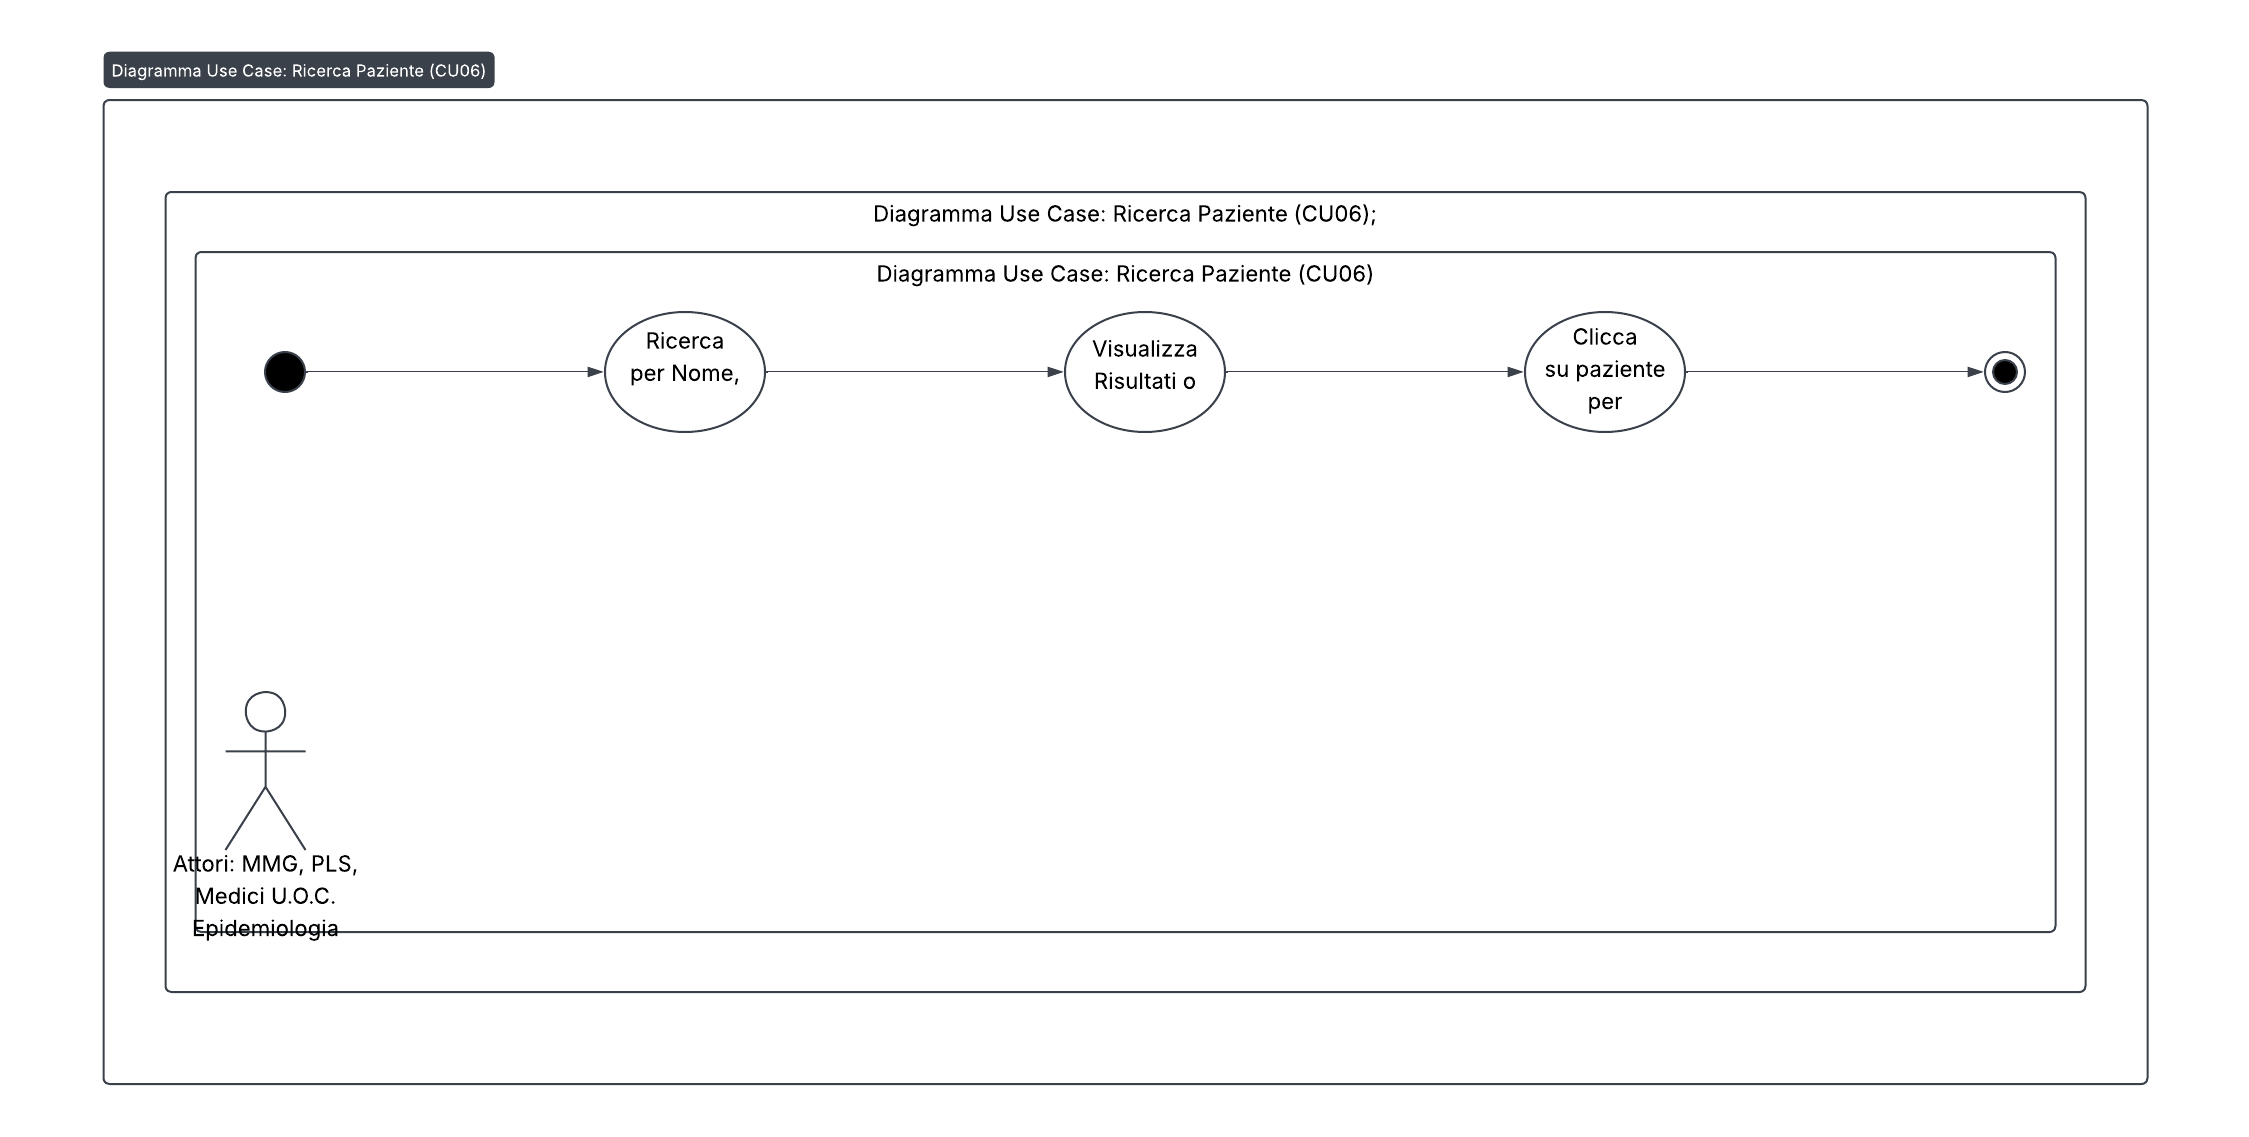 Diagramma Use Case: Ricerca Paziente (CU06)
Diagramma Use Case: Ricerca Paziente (CU06);
Diagramma Use Case: Ricerca Paziente (CU06)
Ricerca
per Nome,
Visualizza
Risultati o
Clicca
su paziente
per
Attori: MMG, PLS,
Medici U.O.C.
Epidemiologia